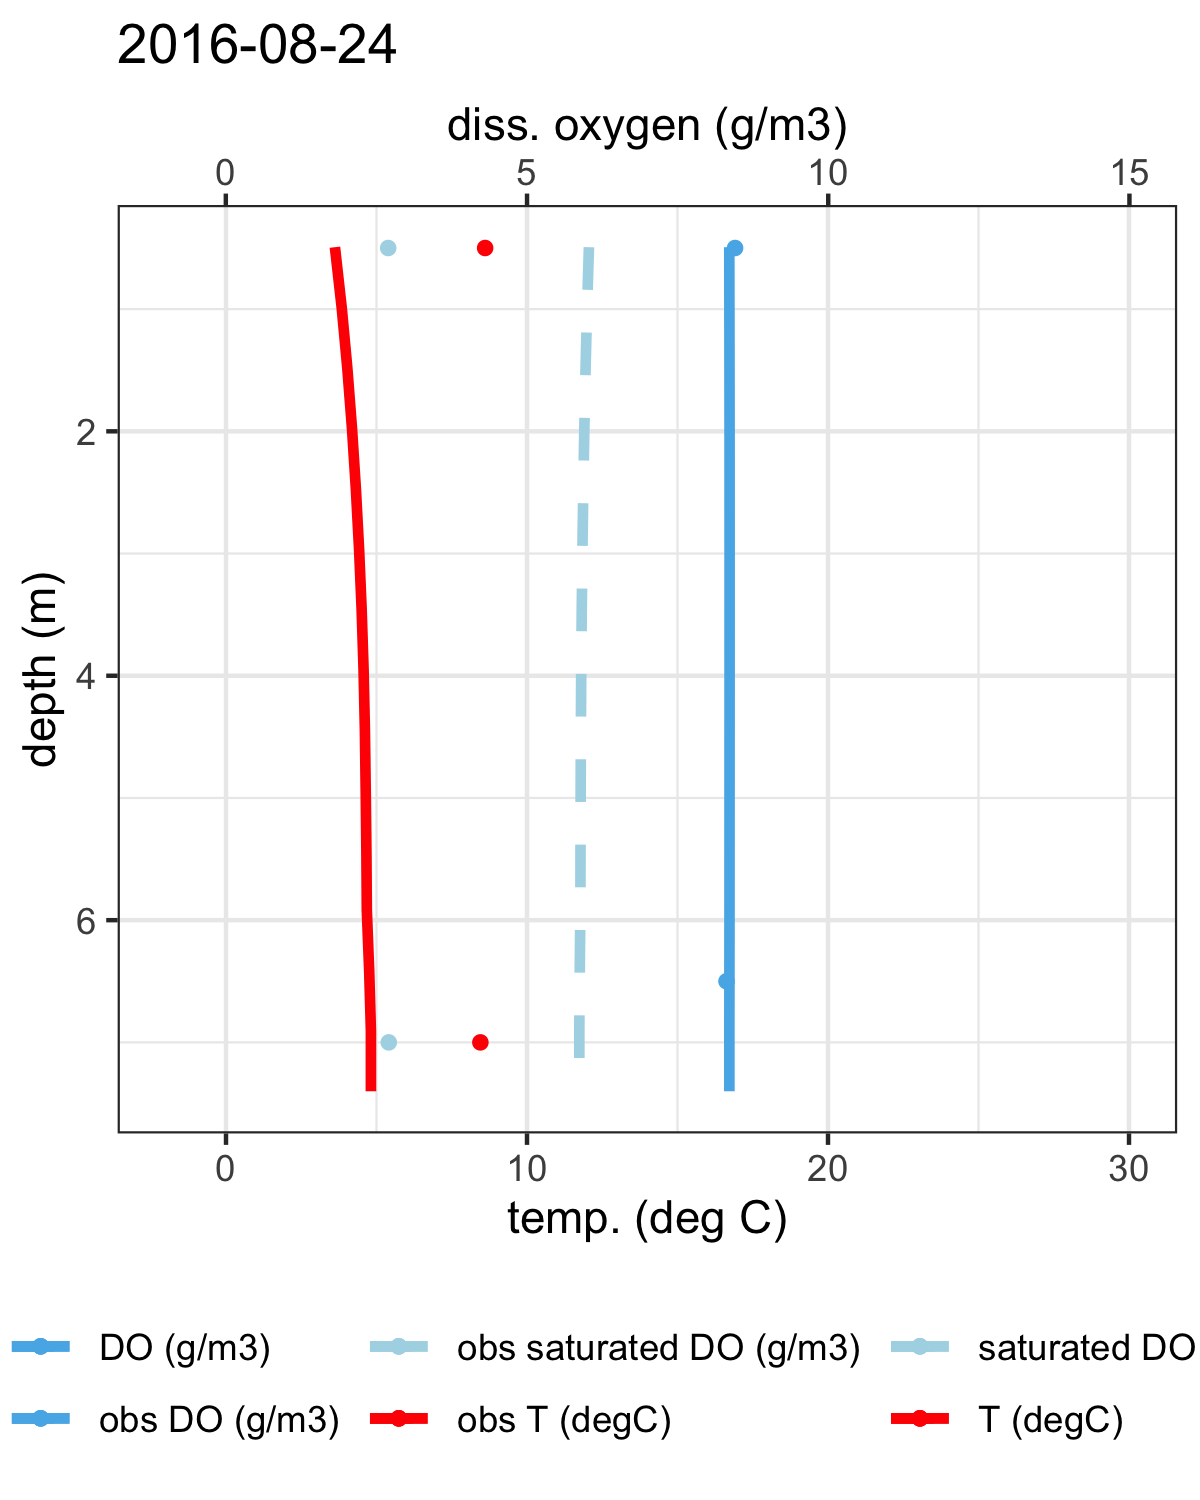 2016-08-24
diss. oxygen (g/m3)
0 5 10 15
2
4
6
depth (m)
0 10 20 30
temp. (deg C)
DO (g/m3) obs saturated DO (g/m3) saturated DO
obs DO (g/m3) obs T (degC) T (degC)